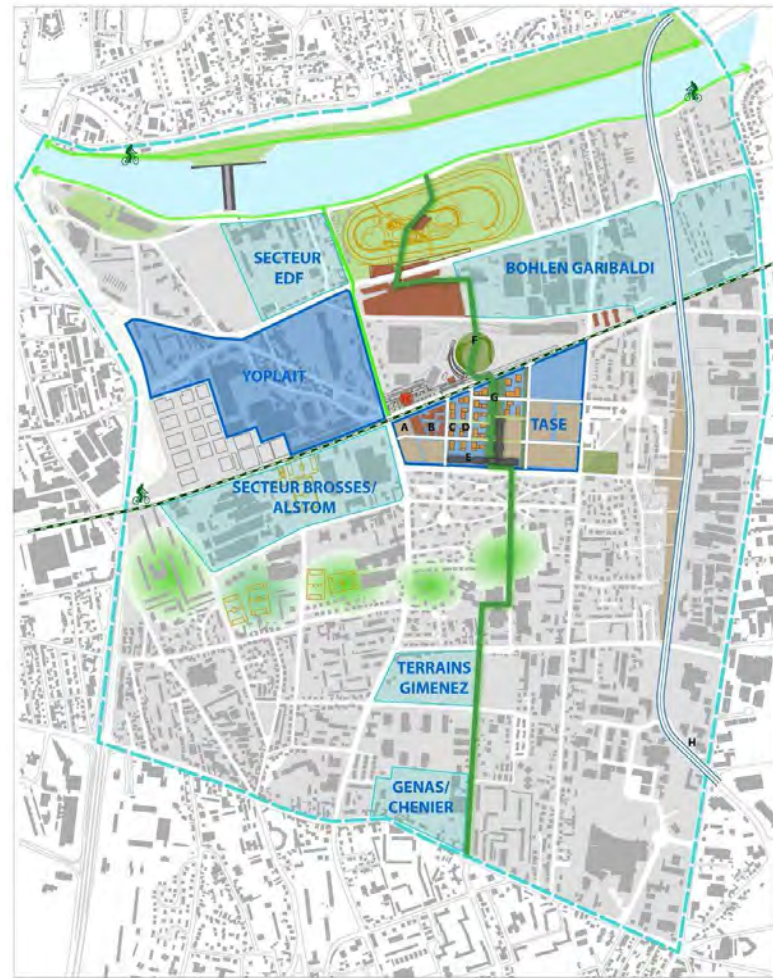 SECTEUR
EDF
BOHLEN GARIBALDI
YOPLAIT
F
G
A
B
C
D
TASE
E
SECTEUR BROSSES/
ALSTOM
TERRAINS
GIMENEZ
H
GENAS/
CHENIER